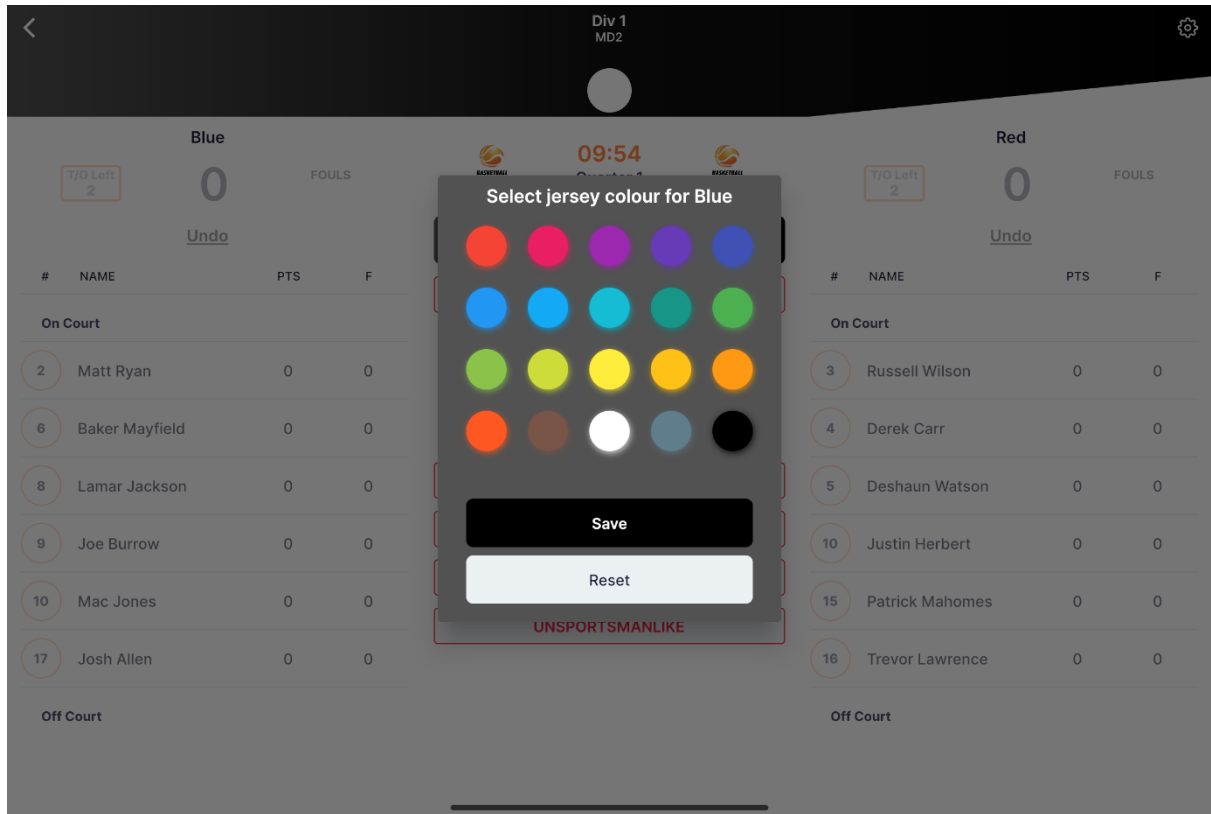 Div 1
MD2
Blue
T/O Left
2
0
FOULS
Undo
# NAME PTS F
On Court
2 Matt Ryan 0 0
6 Baker Mayfield 0 0
8 Lamar Jackson 0 0
9 Joe Burrow 0 0
10 Mac Jones 0 0
17 Josh Allen 0 0
Off Court
BASKETBALL 09:54 BASKETBALL
Quarter 1
Select jersey colour for Blue
Save
Reset
UNSPORTSMANLIKE
Red
T/O Left
2
0
FOULS
Undo
# NAME PTS F
On Court
3 Russell Wilson 0 0
4 Derek Carr 0 0
5 Deshaun Watson 0 0
10 Justin Herbert 0 0
15 Patrick Mahomes 0 0
16 Trevor Lawrence 0 0
Off Court